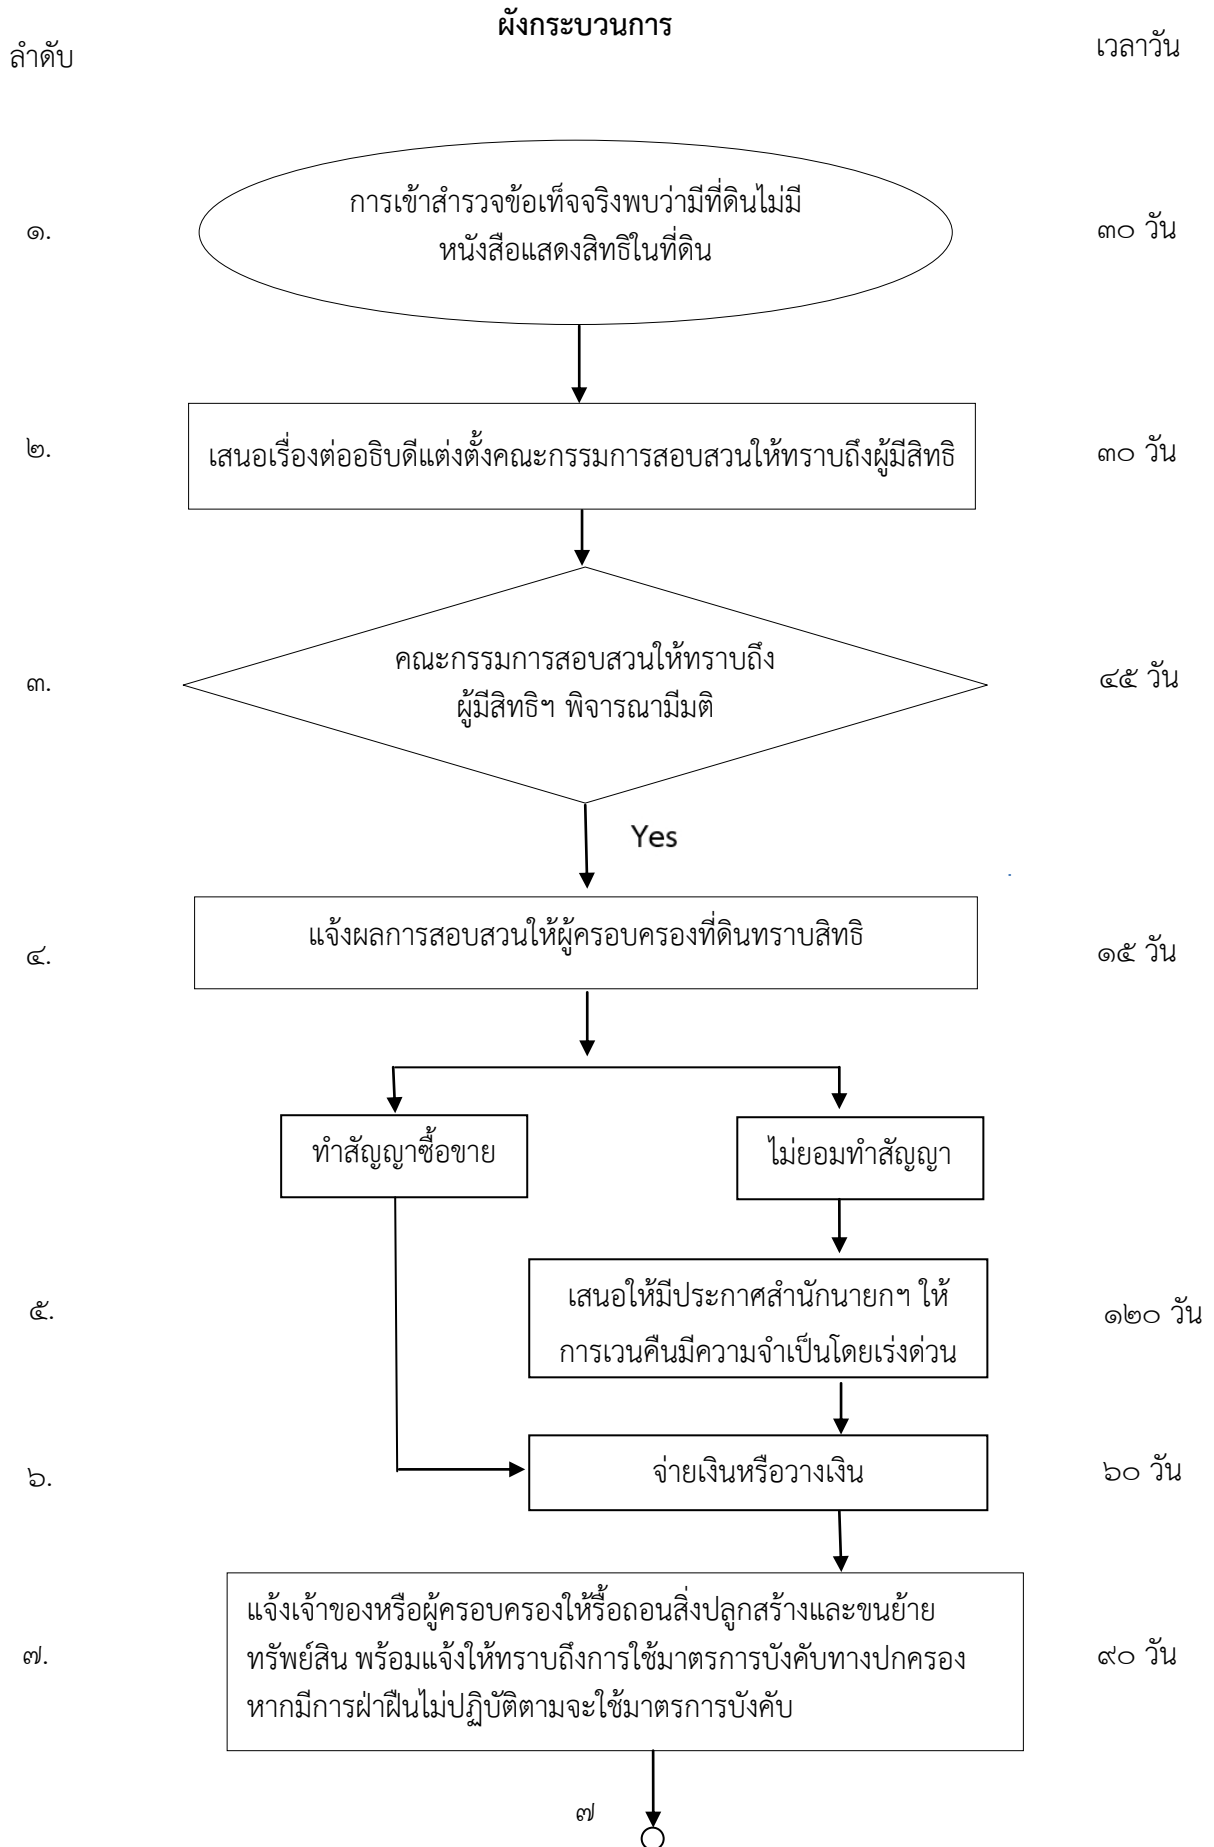 ผังกระบวนการ
ลำดับ
เวลาวัน
๑.
การเข้าสำรวจข้อเท็จจริงพบว่ามีที่ดินไม่มี
หนังสือแสดงสิทธิในที่ดิน
๓๐ วัน
๒.
เสนอเรื่องต่ออธิบดีแต่งตั้งคณะกรรมการสอบสวนให้ทราบถึงผู้มีสิทธิ
๓๐ วัน
๓.
คณะกรรมการสอบสวนให้ทราบถึง
ผู้มีสิทธิฯ พิจารณามีมติ
๔๕ วัน
Yes
๔.
แจ้งผลการสอบสวนให้ผู้ครอบครองที่ดินทราบสิทธิ
๑๕ วัน
ทำสัญญาซื้อขาย
ไม่ยอมทำสัญญา
๕.
เสนอให้มีประกาศสำนักนายกฯ ให้
การเวนคืนมีความจำเป็นโดยเร่งด่วน
๑๒๐ วัน
๖.
จ่ายเงินหรือวางเงิน
๖๐ วัน
๗.
แจ้งเจ้าของหรือผู้ครอบครองให้รื้อถอนสิ่งปลูกสร้างและขนย้าย
ทรัพย์สิน พร้อมแจ้งให้ทราบถึงการใช้มาตรการบังคับทางปกครอง
หากมีการฝ่าฝืนไม่ปฏิบัติตามจะใช้มาตรการบังคับ
๙๐ วัน
๗